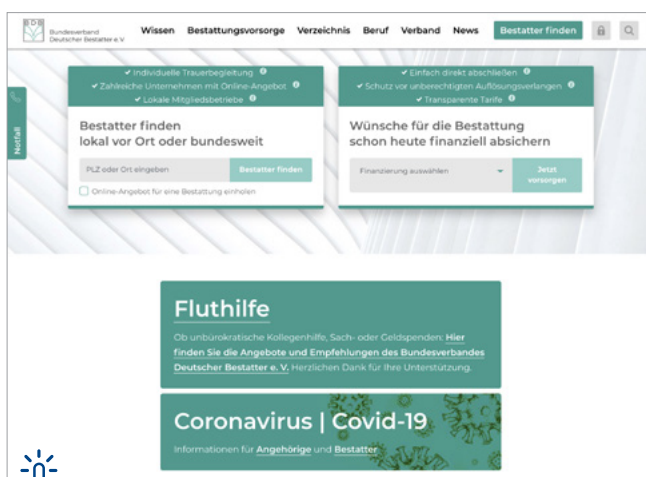 BDB
Bundesverband
Deutscher Bestatter e.V
Wissen Bestattungsvorsorge Verzeichnis Beruf Verband News Bestatter finden
Notfall
✓ Individuelle Trauerbegleitung
✓ Zahlreiche Unternehmen mit Online-Angebot
✓ Lokale Mitgliedsbetriebe
Bestatter finden
lokal vor Ort oder bundesweit
PLZ oder Ort eingeben Bestatter finden
Online-Angebot für eine Bestattung einholen
✓ Einfach direkt abschließen
✓ Schutz vor unberechtigten Auflösungsverlangen
✓ Transparente Tarife
Wünsche für die Bestattung
schon heute finanziell absichern
Finanzierung auswählen
Jetzt
vorsorgen
Fluthilfe
Ob unbürokratische Kollegenhilfe, Sach- oder Geldspenden: Hier
finden Sie die Angebote und Empfehlungen des Bundesverbandes
Deutscher Bestatter e. V. Herzlichen Dank für Ihre Unterstützung.
Coronavirus | Covid-19
Informationen für Angehörige und Bestatter